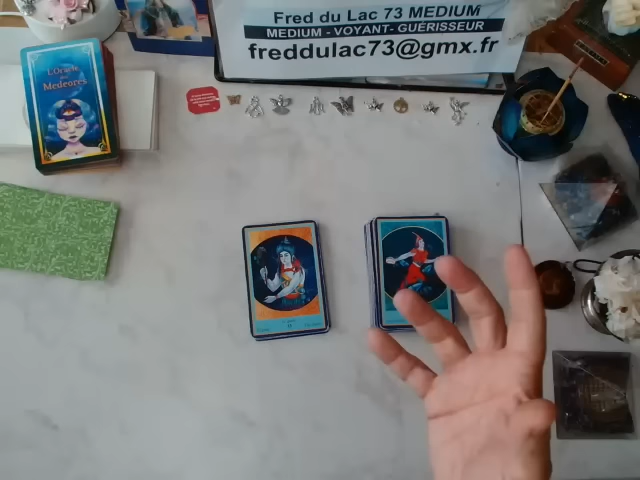 Fred du Lac 73 MEDIUM
MEDIUM - VOYANT- GUÉRISSEUR
freddulac73@gmx.fr
L'Oracle
des
Medeores